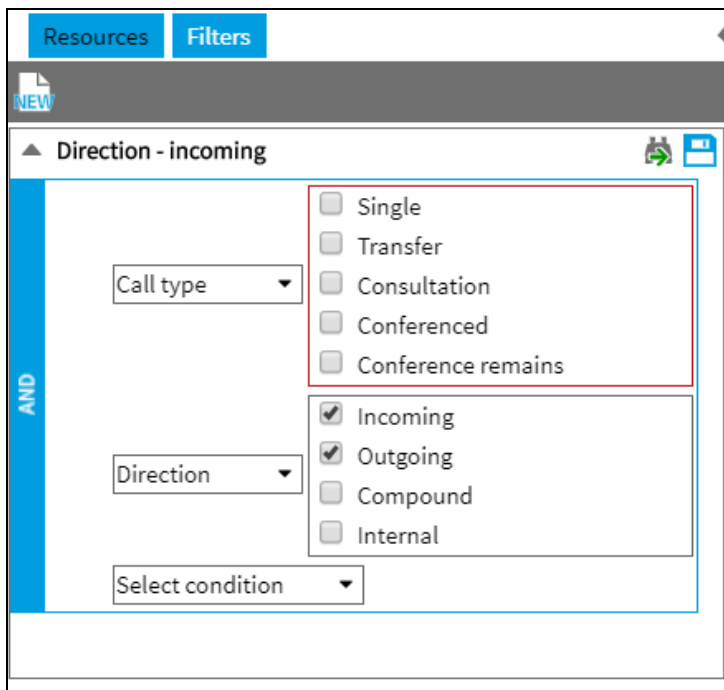 Resources Filters
NEW
Direction - incoming
AND
Call type
Single
Transfer
Consultation
Conferenced
Conference remains
Direction
Incoming
Outgoing
Compound
Internal
Select condition